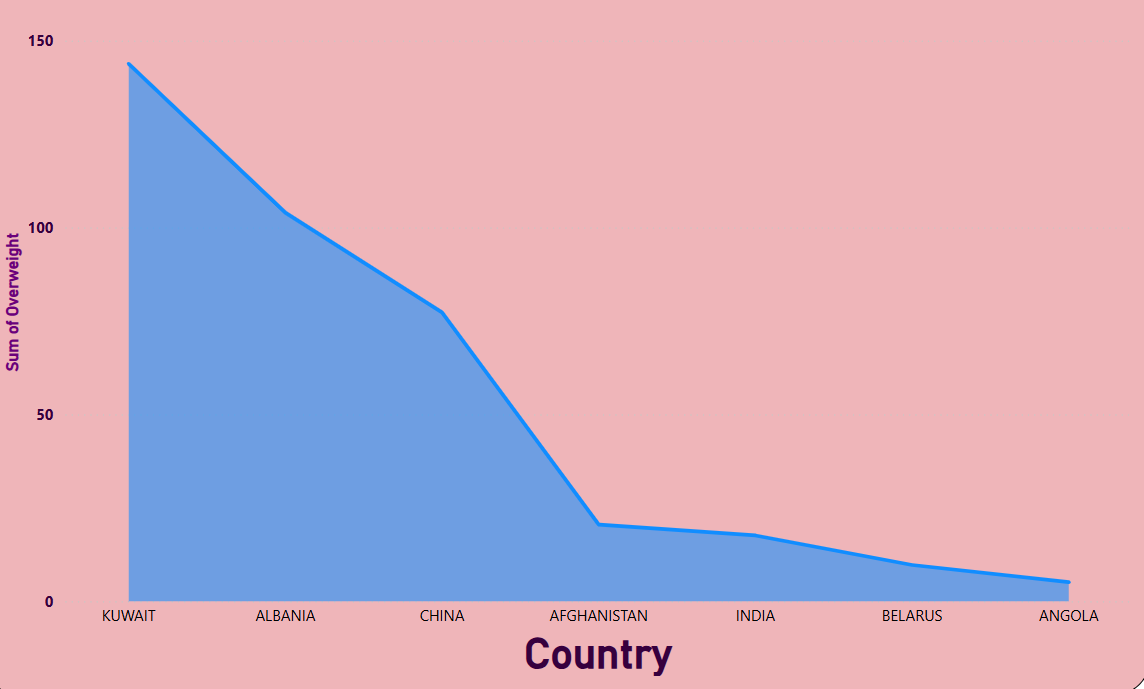 150
100
50
0
Sum of Overweight
KUWAIT ALBANIA CHINA AFGHANISTAN INDIA BELARUS ANGOLA
Country